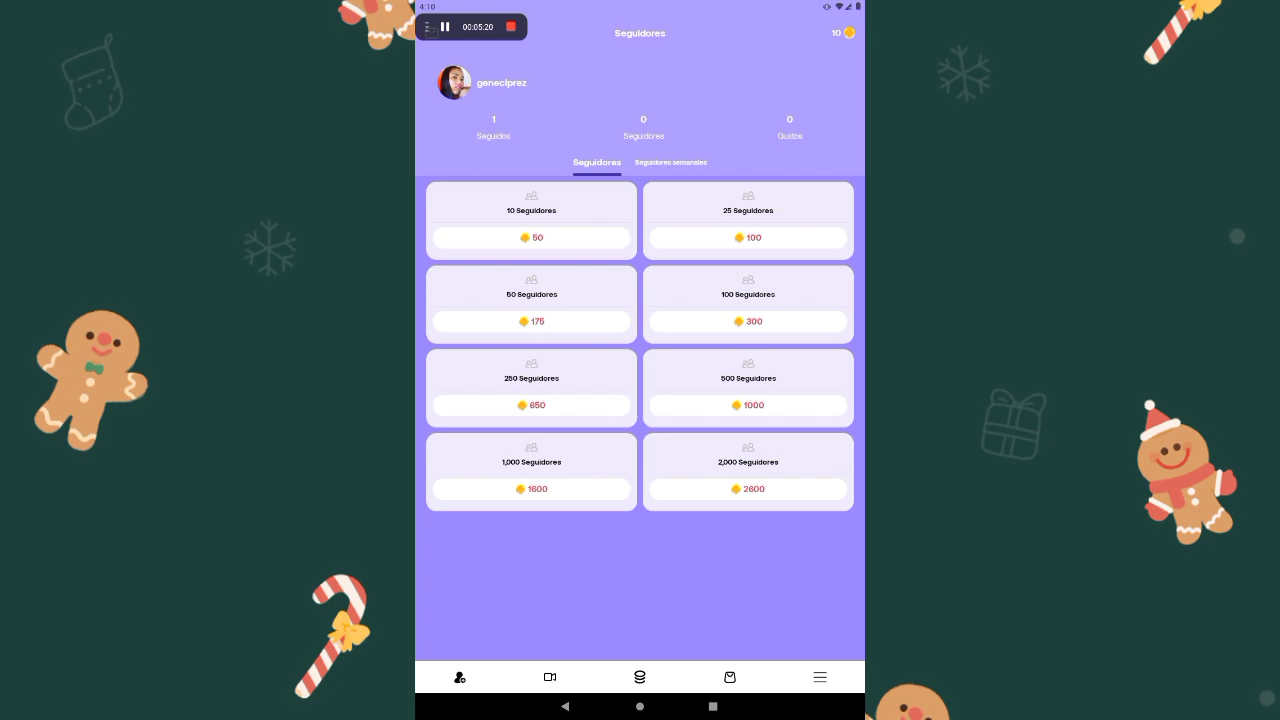 4:10
00:05:20
Seguidores
10
geneciprez
1
0
0
Seguidos
Seguidores
Gustos
Seguidores
Seguidores semanales
10 Seguidores
25 Seguidores
50
100
50 Seguidores
100 Seguidores
175
300
250 Seguidores
500 Seguidores
650
1000
1,000 Seguidores
2,000 Seguidores
1600
2600